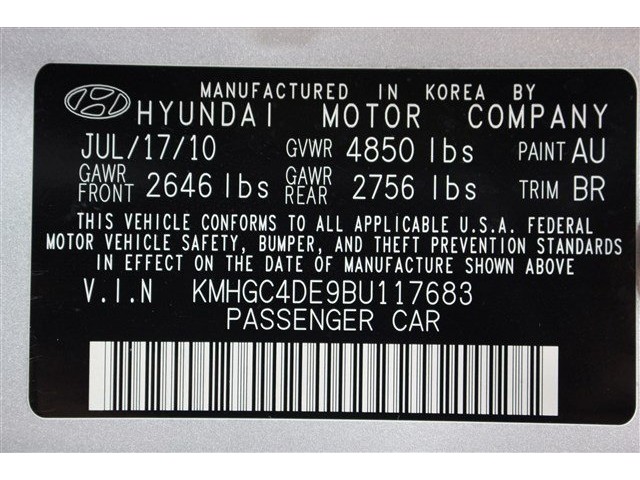 MANUFACTURED IN KOREA BY
HYUNDAI MOTOR COMPANY
JUL/17/10 GVWR 4850 lbs PAINT AU
GAWR FRONT 2646 lbs GAWR REAR 2756 lbs TRIM BR
THIS VEHICLE CONFORMS TO ALL APPLICABLE U.S.A. FEDERAL
MOTOR VEHICLE SAFETY, BUMPER, AND THEFT PREVENTION STANDARDS
IN EFFECT ON THE DATE OF MANUFACTURE SHOWN ABOVE
V.I.N KMHGC4DE9BU117683
PASSENGER CAR